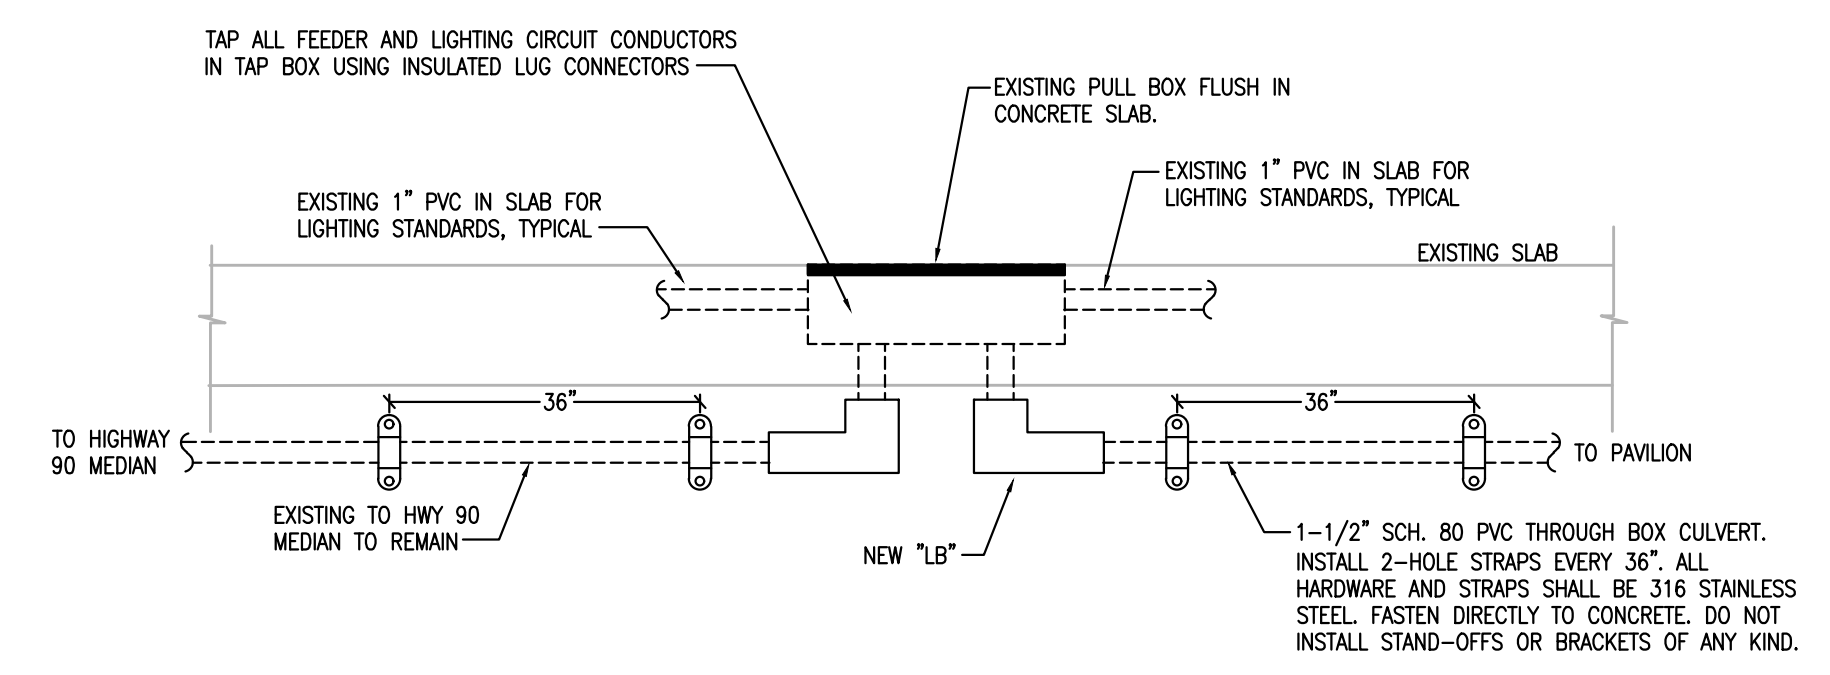 TAP ALL FEEDER AND LIGHTING CIRCUIT CONDUCTORS
IN TAP BOX USING INSULATED LUG CONNECTORS
EXISTING PULL BOX FLUSH IN
CONCRETE SLAB.
EXISTING 1" PVC IN SLAB FOR
LIGHTING STANDARDS, TYPICAL
EXISTING 1" PVC IN SLAB FOR
LIGHTING STANDARDS, TYPICAL
EXISTING SLAB
36"
36"
TO HIGHWAY
90 MEDIAN
TO PAVILION
EXISTING TO HWY 90
MEDIAN TO REMAIN
NEW "LB"
1-1/2" SCH. 80 PVC THROUGH BOX CULVERT.
INSTALL 2-HOLE STRAPS EVERY 36". ALL
HARDWARE AND STRAPS SHALL BE 316 STAINLESS
STEEL. FASTEN DIRECTLY TO CONCRETE. DO NOT
INSTALL STAND-OFFS OR BRACKETS OF ANY KIND.